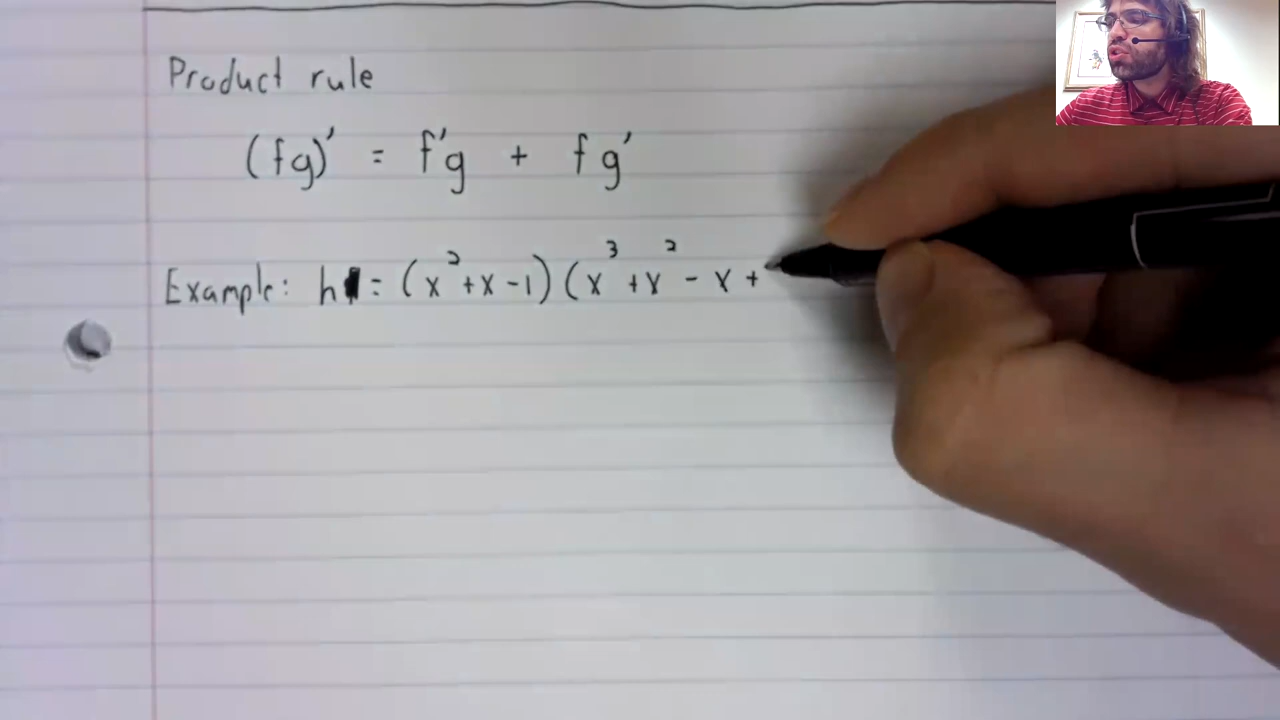 Product rule
(fg)' = f'g + fg'
Example: h = (x² + x - 1)(x³ + x² - x +